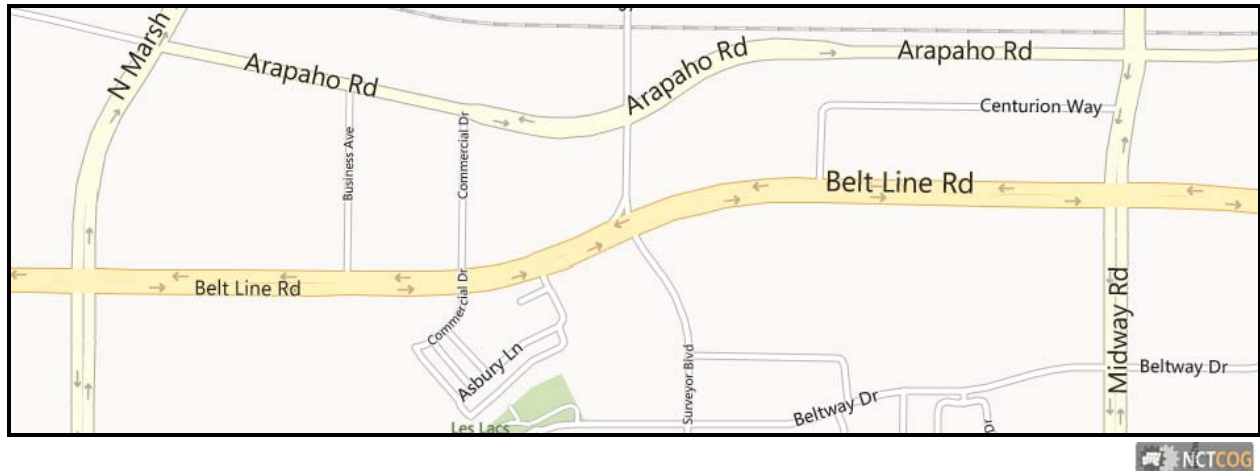 N Marsh
Arapaho Rd
Arapaho Rd
Arapaho Rd
Centurion Way
Business Ave
Commercial Dr
Belt Line Rd
Belt Line Rd
Commercial Dr
Asbury Ln
Surveyor Blvd
Midway Rd
Beltway Dr
Beltway Dr
Les Lacs
Dr
NCTCOG